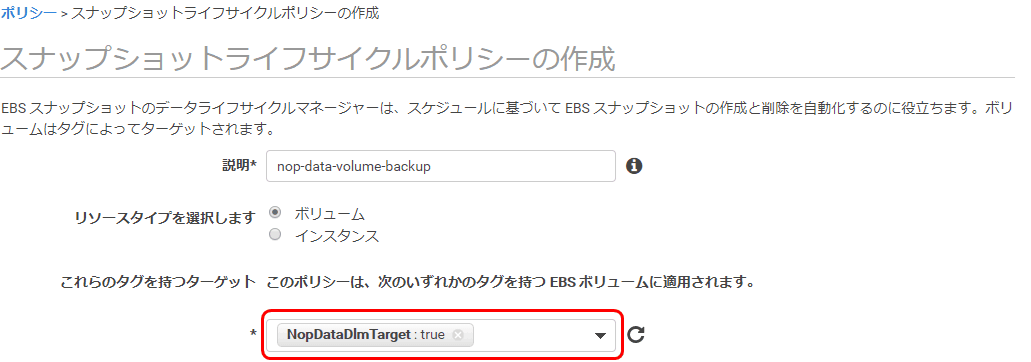 ポリシー > スナップショットライフサイクルポリシーの作成
スナップショットライフサイクルポリシーの作成
EBS スナップショットのデータライフサイクルマネージャーは、スケジュールに基づいて EBS スナップショットの作成と削除を自動化するのに役立ちます。ボリ
ュームはタグによってターゲットされます。
説明* nop-data-volume-backup
リソースタイプを選択します ボリューム
インスタンス
これらのタグを持つターゲット このポリシーは、次のいずれかのタグを持つ EBS ボリュームに適用されます。
* NopDataDlmTarget : true